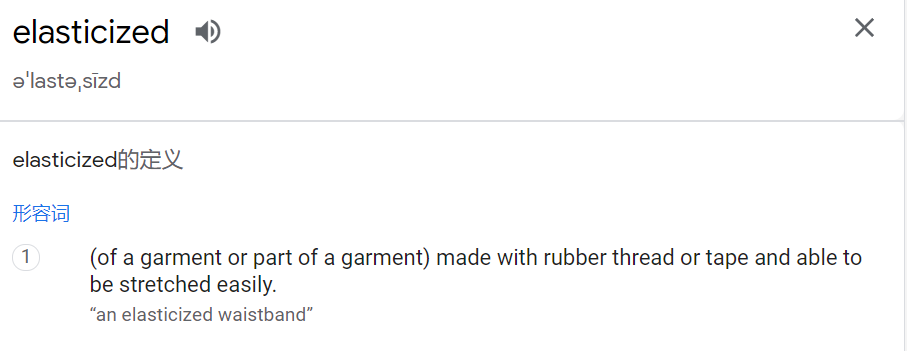 elasticized
əˈlastəˌsīzd
elasticized的定义
形容词
1
(of a garment or part of a garment) made with rubber thread or tape and able to
be stretched easily.
“an elasticized waistband”